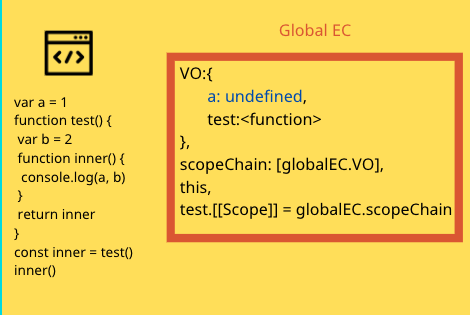 Global EC
</>
var a = 1
function test() {
var b = 2
function inner() {
console.log(a, b)
}
return inner
}
const inner = test()
inner()
VO:{
a: undefined,
test:<function>
},
scopeChain: [globalEC.VO],
this,
test.[[Scope]] = globalEC.scopeChain